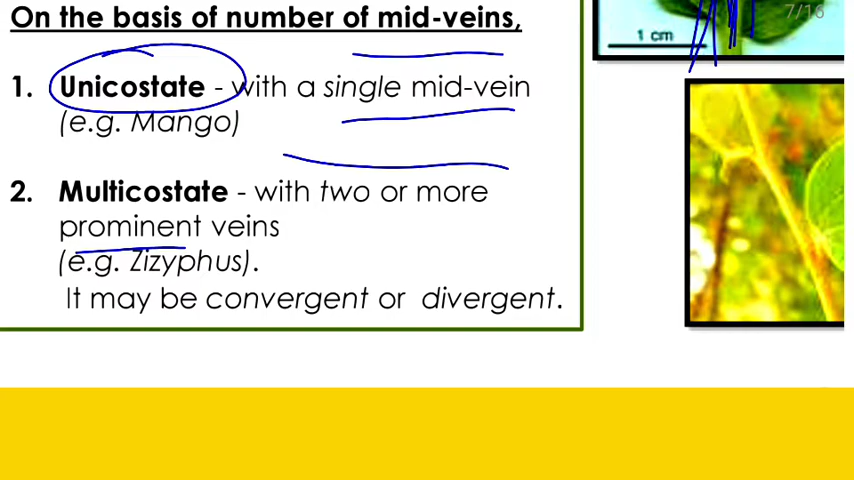 On the basis of number of mid-veins,
7/16
1 cm
1. Unicostate - with a single mid-vein
(e.g. Mango)
2. Multicostate - with two or more
prominent veins
(e.g. Zizyphus).
It may be convergent or divergent.